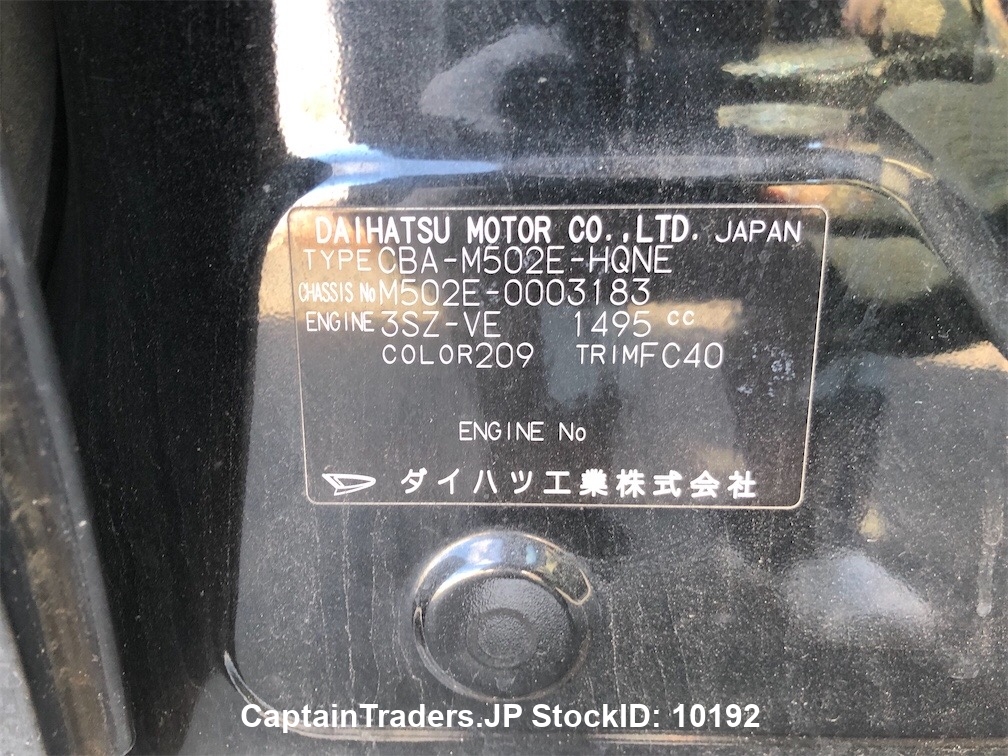 DAIHATSU MOTOR CO.,LTD. JAPAN
TYPE CBA-M502E-HQNE
CHASSIS No M502E-0003183
ENGINE 3SZ-VE 1495 cc
COLOR 209 TRIM FC40
ENGINE No
ダイハツ工業株式会社
CaptainTraders.JP StockID: 10192